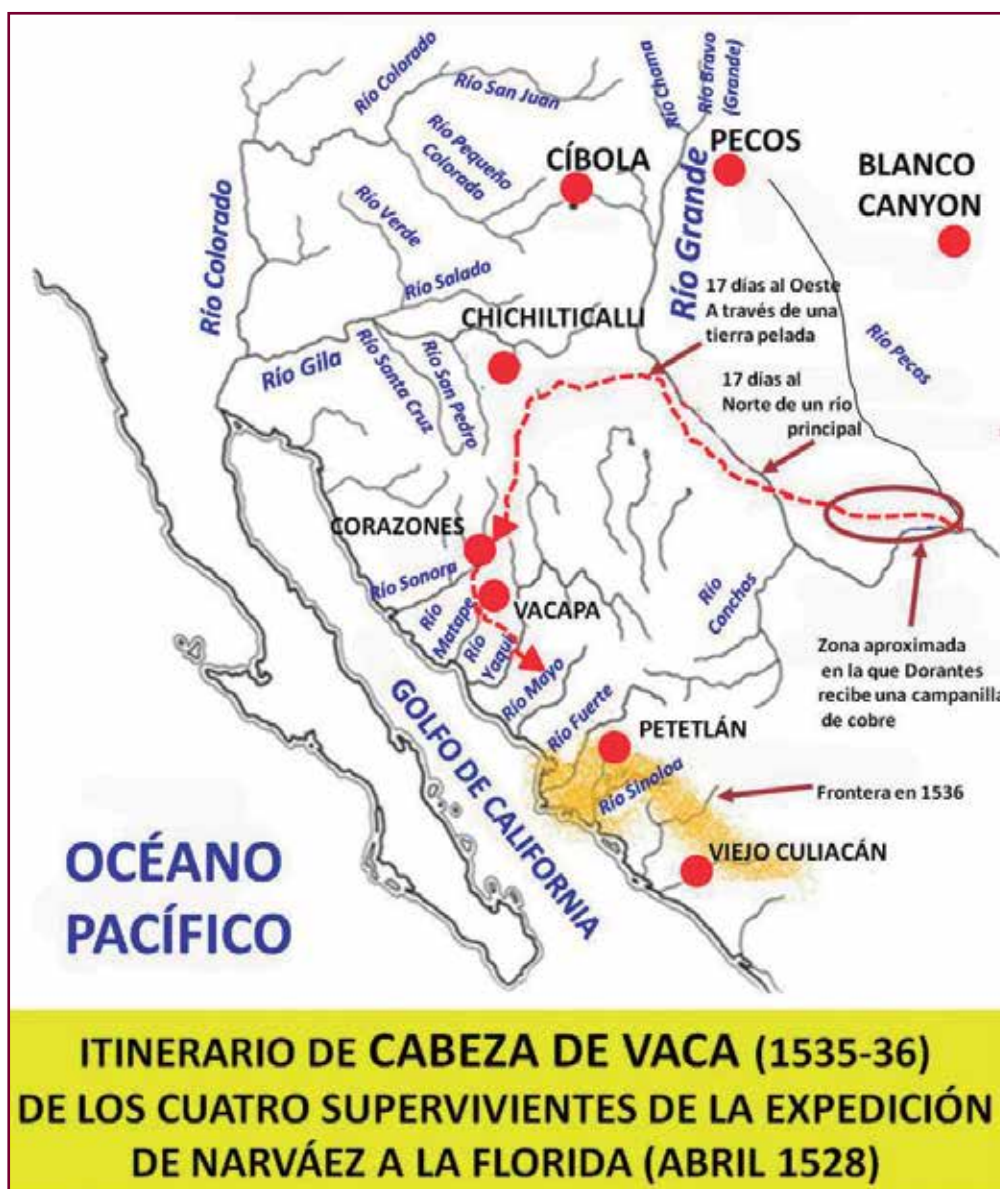 Río Colorado
Río San Juan
Río Choma
Río Bravo
(Grande)
Río Pequeño
Colorado
CÍBOLA
PECOS
BLANCO
CANYON
Río Verde
Río Colorado
Río Grande
Río Salado
17 días al Oeste
A través de una
tierra pelada
CHICHILTICALLI
Río Pecos
Río Gila
Río Santa Cruz
Río San Pedro
17 días al
Norte de un río
principal
CORAZONES
Río Sonora
VACAPA
Río
Matape
Río
Yaqui
Río
Conchos
Río Mayo
Zona aproximada
en la que Dorantes
recibe una campanilla
de cobre
GOLFO DE CALIFORNIA
Río Fuerte
PETETLÁN
Río Sinoloa
Frontera en 1536
VIEJO CULIACÁN
OCÉANO
PACÍFICO
ITINERARIO DE CABEZA DE VACA (1535-36)
DE LOS CUATRO SUPERVIVIENTES DE LA EXPEDICIÓN
DE NARVÁEZ A LA FLORIDA (ABRIL 1528)